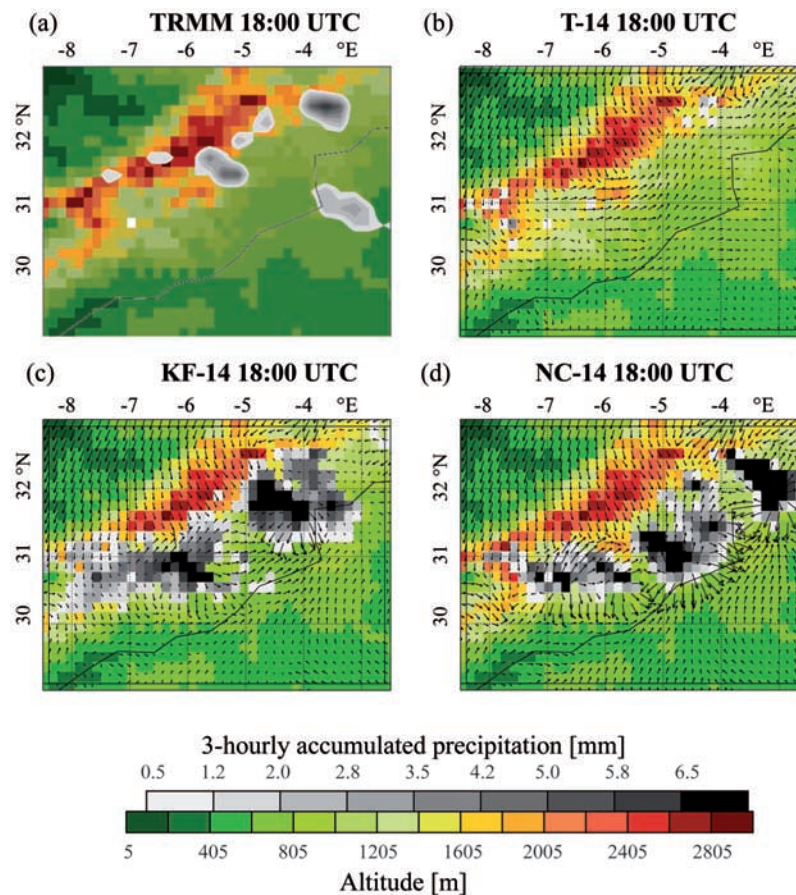 (a) TRMM 18:00 UTC
-8 -7 -6 -5 -4 °E
32 °N
31
30
(b) T-14 18:00 UTC
-8 -7 -6 -5 -4 °E
32 °N
31
30
(c) KF-14 18:00 UTC
-8 -7 -6 -5 -4 °E
32 °N
31
30
(d) NC-14 18:00 UTC
-8 -7 -6 -5 -4 °E
32 °N
31
30
3-hourly accumulated precipitation [mm]
0.5 1.2 2.0 2.8 3.5 4.2 5.0 5.8 6.5
5 405 805 1205 1605 2005 2405 2805
Altitude [m]